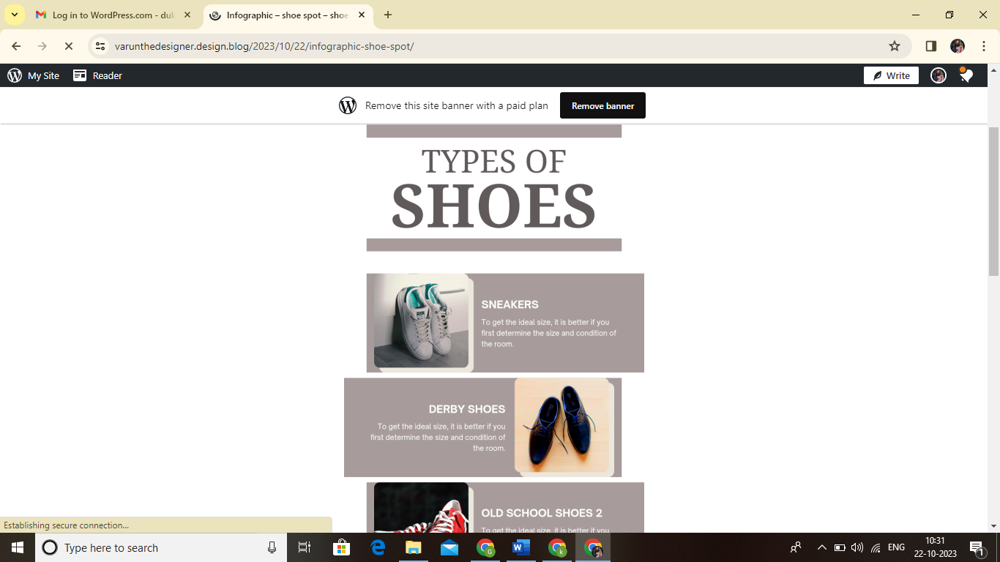 Log in to WordPress.com - duk
Infographic – shoe spot – shoe
varunthedesigner.design.blog/2023/10/22/infographic-shoe-spot/
My Site
Reader
Write
Remove this site banner with a paid plan
Remove banner
TYPES OF
SHOES
SNEAKERS
To get the ideal size, it is better if you
first determine the size and condition of
the room.
DERBY SHOES
To get the ideal size, it is better if you
first determine the size and condition of
the room.
OLD SCHOOL SHOES 2
To get the ideal size, it is better if you
Establishing secure connection...
Type here to search
ENG
10:31
22-10-2023
1